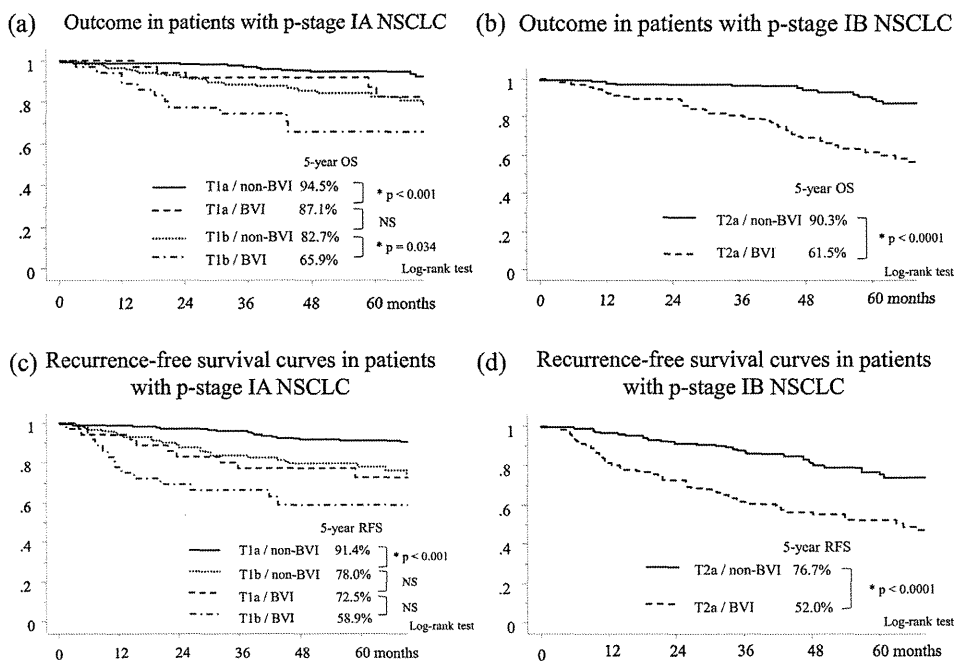 (a) Outcome in patients with p-stage IA NSCLC
1
.8
.6
.4
.2
0
5-year OS
T1a / non-BVI 94.5%
* p < 0.001
T1a / BVI 87.1%
NS
T1b / non-BVI 82.7%
* p = 0.034
T1b / BVI 65.9%
Log-rank test
0 12 24 36 48 60 months
(b) Outcome in patients with p-stage IB NSCLC
1
.8
.6
.4
.2
0
5-year OS
T2a / non-BVI 90.3%
* p < 0.0001
T2a / BVI 61.5%
Log-rank test
0 12 24 36 48 60 months
(c) Recurrence-free survival curves in patients
with p-stage IA NSCLC
1
.8
.6
.4
.2
0
5-year RFS
T1a / non-BVI 91.4%
* p < 0.001
T1b / non-BVI 78.0%
NS
T1a / BVI 72.5%
NS
T1b / BVI 58.9%
Log-rank test
0 12 24 36 48 60 months
(d) Recurrence-free survival curves in patients
with p-stage IB NSCLC
1
.8
.6
.4
.2
0
5-year RFS
T2a / non-BVI 76.7%
* p < 0.0001
T2a / BVI 52.0%
Log-rank test
0 12 24 36 48 60 months